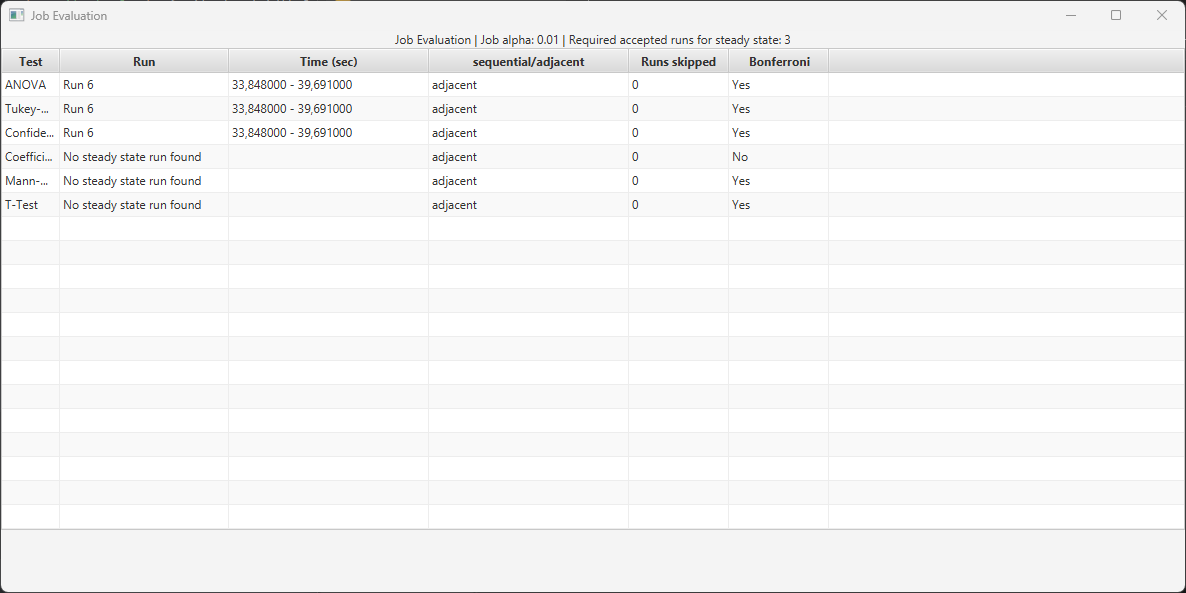 Job Evaluation
Job Evaluation | Job alpha: 0.01 | Required accepted runs for steady state: 3
Test Run Time (sec) sequential/adjacent Runs skipped Bonferroni
ANOVA Run 6 33,848000 - 39,691000 adjacent 0 Yes
Tukey-... Run 6 33,848000 - 39,691000 adjacent 0 Yes
Confide... Run 6 33,848000 - 39,691000 adjacent 0 Yes
Coeffici... No steady state run found adjacent 0 No
Mann-... No steady state run found adjacent 0 Yes
T-Test No steady state run found adjacent 0 Yes